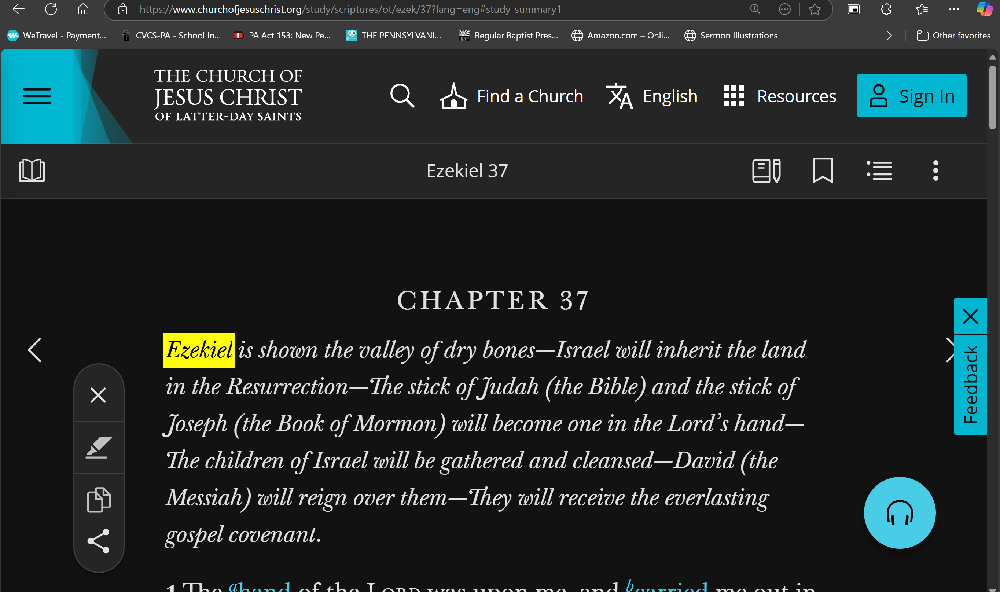 https://www.churchofjesuschrist.org/study/scriptures/ot/ezek/37?lang=eng#study_summary1
WeTravel - Payment... CVCS-PA - School In... PA Act 153: New Pe... THE PENNSYLVANI... Regular Baptist Pres... Amazon.com – Onli... Sermon Illustrations Other favorites
THE CHURCH OF
JESUS CHRIST
OF LATTER-DAY SAINTS
Find a Church English Resources Sign In
Ezekiel 37
CHAPTER 37
Ezekiel is shown the valley of dry bones—Israel will inherit the land
in the Resurrection—The stick of Judah (the Bible) and the stick of
Joseph (the Book of Mormon) will become one in the Lord’s hand—
The children of Israel will be gathered and cleansed—David (the
Messiah) will reign over them—They will receive the everlasting
gospel covenant.
Feedback
1 The a hand of the LORD was upon me, and b carried me out in